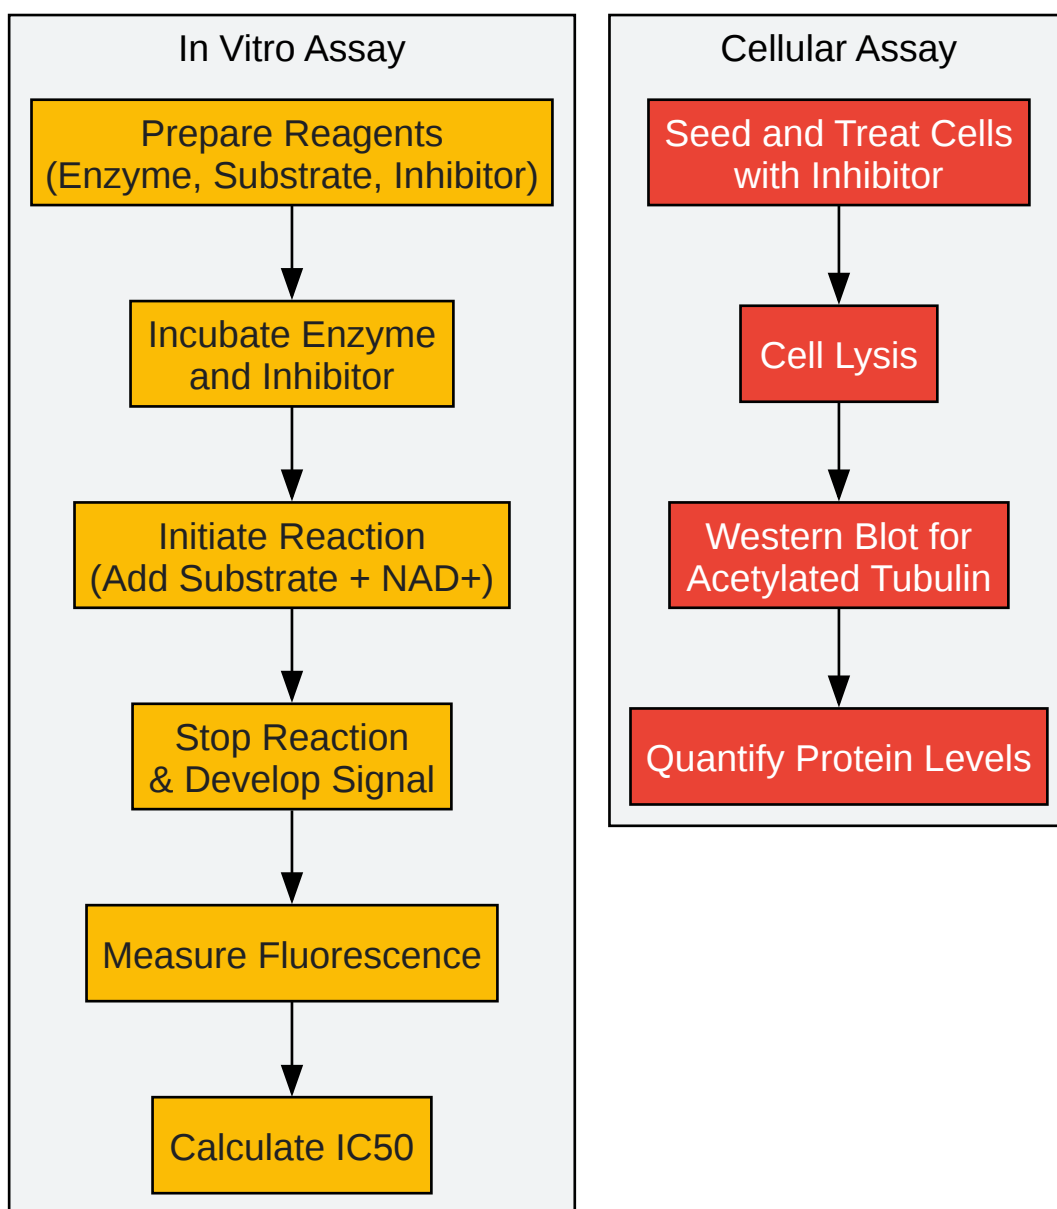 In Vitro Assay
Prepare Reagents
(Enzyme, Substrate, Inhibitor)
Incubate Enzyme
and Inhibitor
Initiate Reaction
(Add Substrate + NAD+)
Stop Reaction
& Develop Signal
Measure Fluorescence
Calculate IC50
Cellular Assay
Seed and Treat Cells
with Inhibitor
Cell Lysis
Western Blot for
Acetylated Tubulin
Quantify Protein Levels